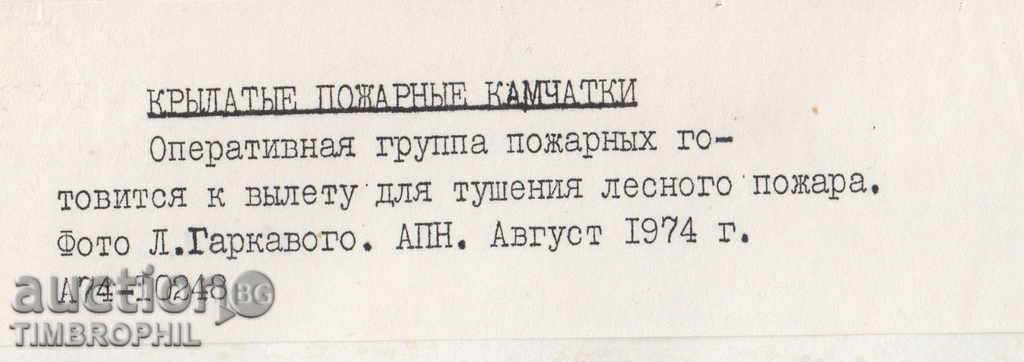 КРЫЛАТЫЕ ПОЖАРНЫЕ КАМЧАТКИ
Оперативная группа пожарных го-
товится к вылету для тушения лесного пожара.
Фото Л.Гаркавого. АПН. Август 1974 г.
А74-10248
auction BG
TIMBROPHIL